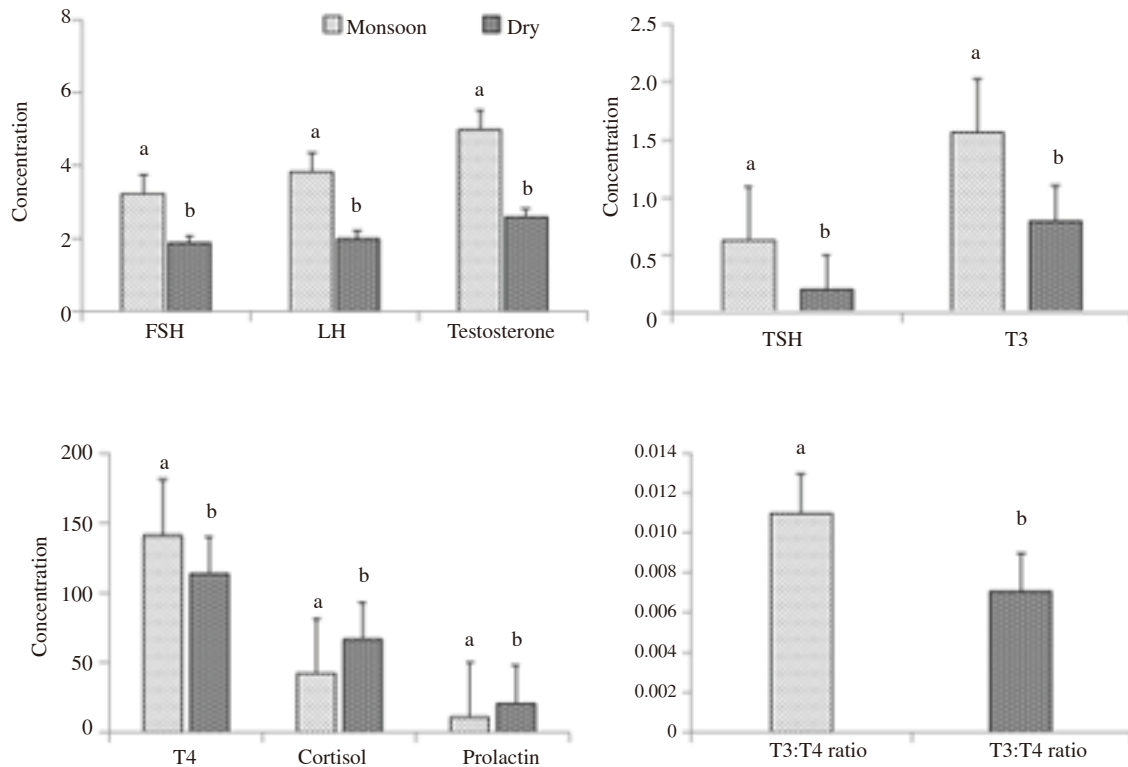 8
6
4
2
0
Concentration
Monsoon Dry
a b a b a b
FSH LH Testosterone
2.5
2.0
1.5
1.0
0.5
0
Concentration
a b a b
TSH T3
200
150
100
50
0
Concentration
a b a b a b
T4 Cortisol Prolactin
0.014
0.012
0.010
0.008
0.006
0.004
0.002
0
a b
T3:T4 ratio T3:T4 ratio